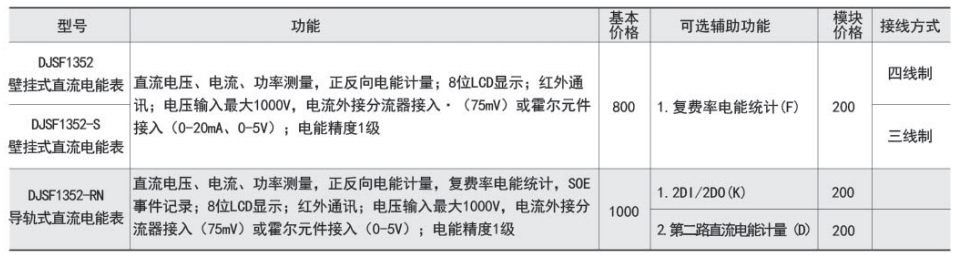 型号 功能 基本价格 可选辅助功能 模块价格 接线方式
DJSF1352
壁挂式直流电能表
DJSF1352-S
壁挂式直流电能表
直流电压、电流、功率测量，正反向电能计量；8位LCD显示；红外通
讯；电压输入最大1000V，电流外接分流器接入·（75mV）或霍尔元件
接入（0-20mA、0-5V）；电能精度1级
800
1.复费率电能统计(F)
200
四线制
三线制
DJSF1352-RN
导轨式直流电能表
直流电压、电流、功率测量，正反向电能计量，复费率电能统计，SOE
事件记录；8位LCD显示；红外通讯；电压输入最大1000V，电流外接分
流器接入（75mV）或霍尔元件接入（0-5V）；电能精度1级
1000
1.2DI/2DO(K) 200
2.第二路直流电能计量（D） 200